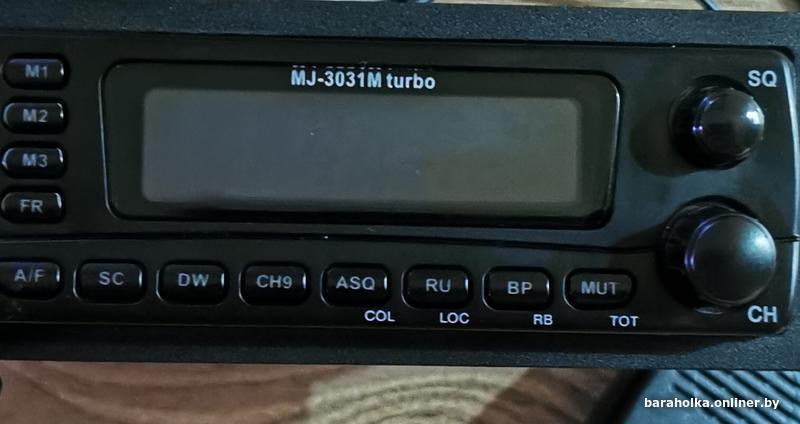 MJ-3031M turbo
SQ
M1
M2
M3
FR
A/F SC DW CH9 ASQ RU BP MUT
COL LOC RB TOT
CH
baraholka.onliner.by